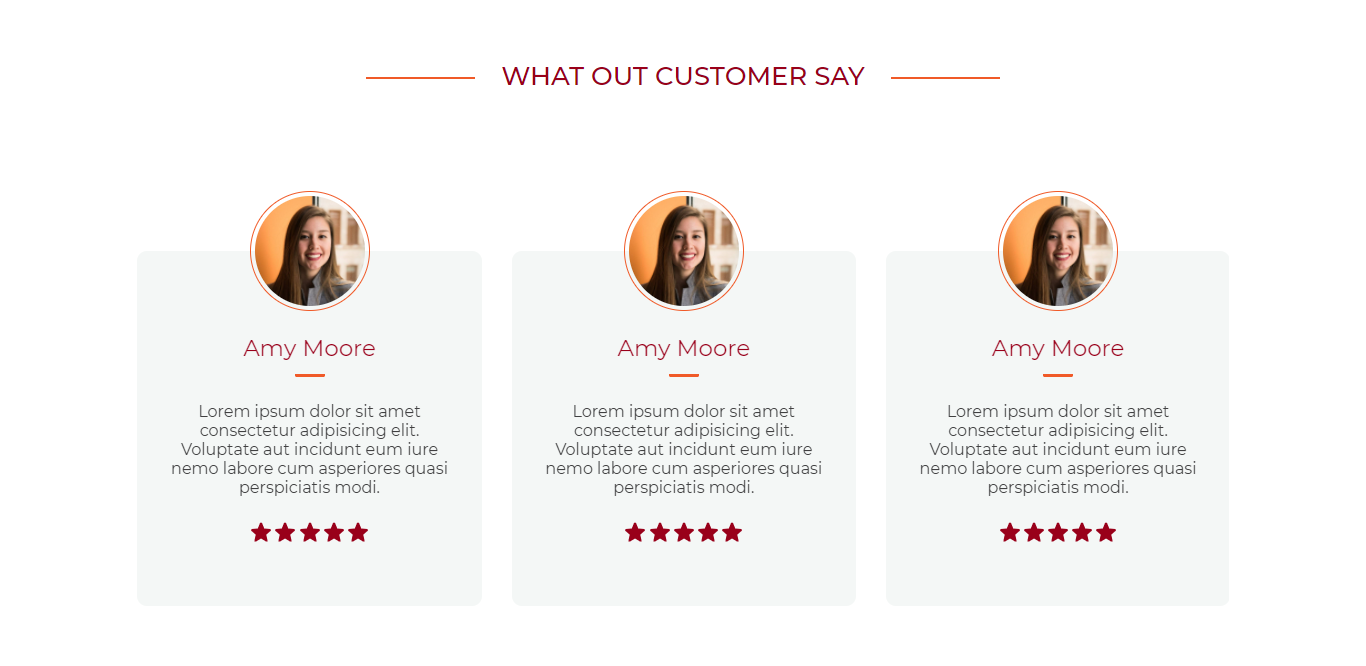 WHAT OUT CUSTOMER SAY
Amy Moore
Lorem ipsum dolor sit amet
consectetur adipisicing elit.
Voluptate aut incidunt eum iure
nemo labore cum asperiores quasi
perspiciatis modi.
Amy Moore
Lorem ipsum dolor sit amet
consectetur adipisicing elit.
Voluptate aut incidunt eum iure
nemo labore cum asperiores quasi
perspiciatis modi.
Amy Moore
Lorem ipsum dolor sit amet
consectetur adipisicing elit.
Voluptate aut incidunt eum iure
nemo labore cum asperiores quasi
perspiciatis modi.